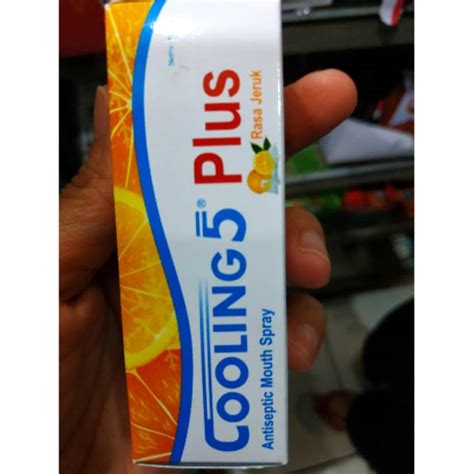 COOLING5® Plus
Rasa Jeruk
Antiseptic Mouth Spray